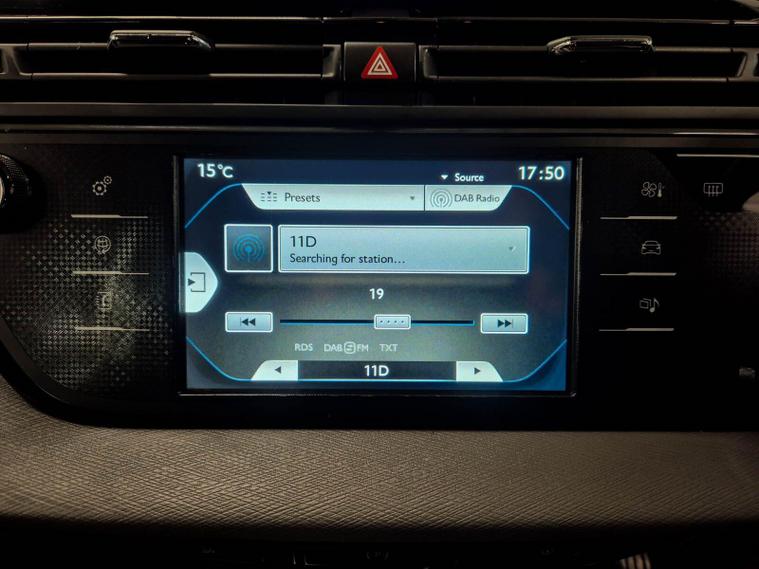 15°C
Source
17:50
Presets
DAB Radio
11D
Searching for station...
19
RDS DAB FM TXT
11D